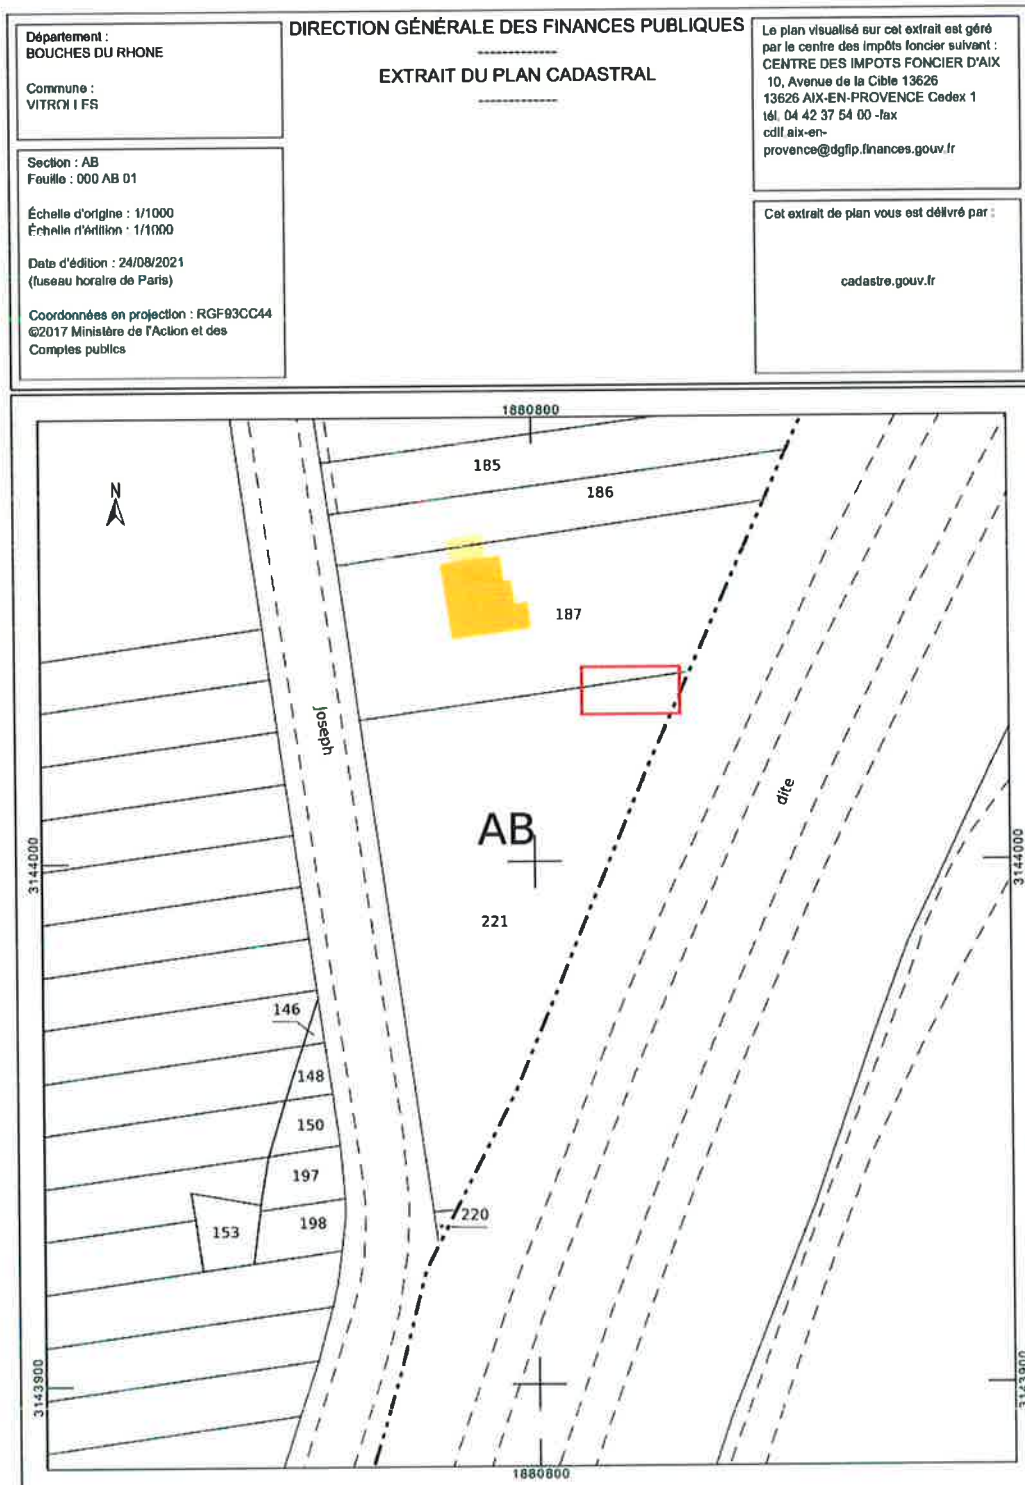 Département :
BOUCHES DU RHONE
Commune :
VITROLLES
Section : AB
Feuille : 000 AB 01
Échelle d'origine : 1/1000
Échelle d'édition : 1/1000
Date d'édition : 24/08/2021
(fuseau horaire de Paris)
Coordonnées en projection : RGF93CC44
©2017 Ministère de l'Action et des
Comptes publics
DIRECTION GÉNÉRALE DES FINANCES PUBLIQUES
------------------
EXTRAIT DU PLAN CADASTRAL
------------------
Le plan visualisé sur cet extrait est géré
par le centre des impôts foncier suivant :
CENTRE DES IMPOTS FONCIER D'AIX
10, Avenue de la Cible 13626
13626 AIX-EN-PROVENCE Cedex 1
tél. 04 42 37 54 00 -fax
cdif.aix-en-
provence@dgfip.finances.gouv.fr
Cet extrait de plan vous est délivré par :
cadastre.gouv.fr
1880800
185
186
N
187
joseph
dite
AB
3144000
3144000
221
146
148
150
197
220
198
153
3143900
3143900
1880800